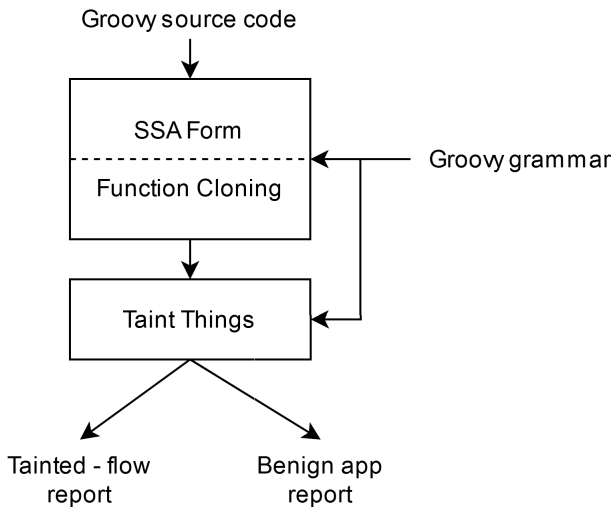 Groovy source code
SSA Form
Groovy grammar
Function Cloning
Taint Things
Tainted - flow
report
Benign app
report